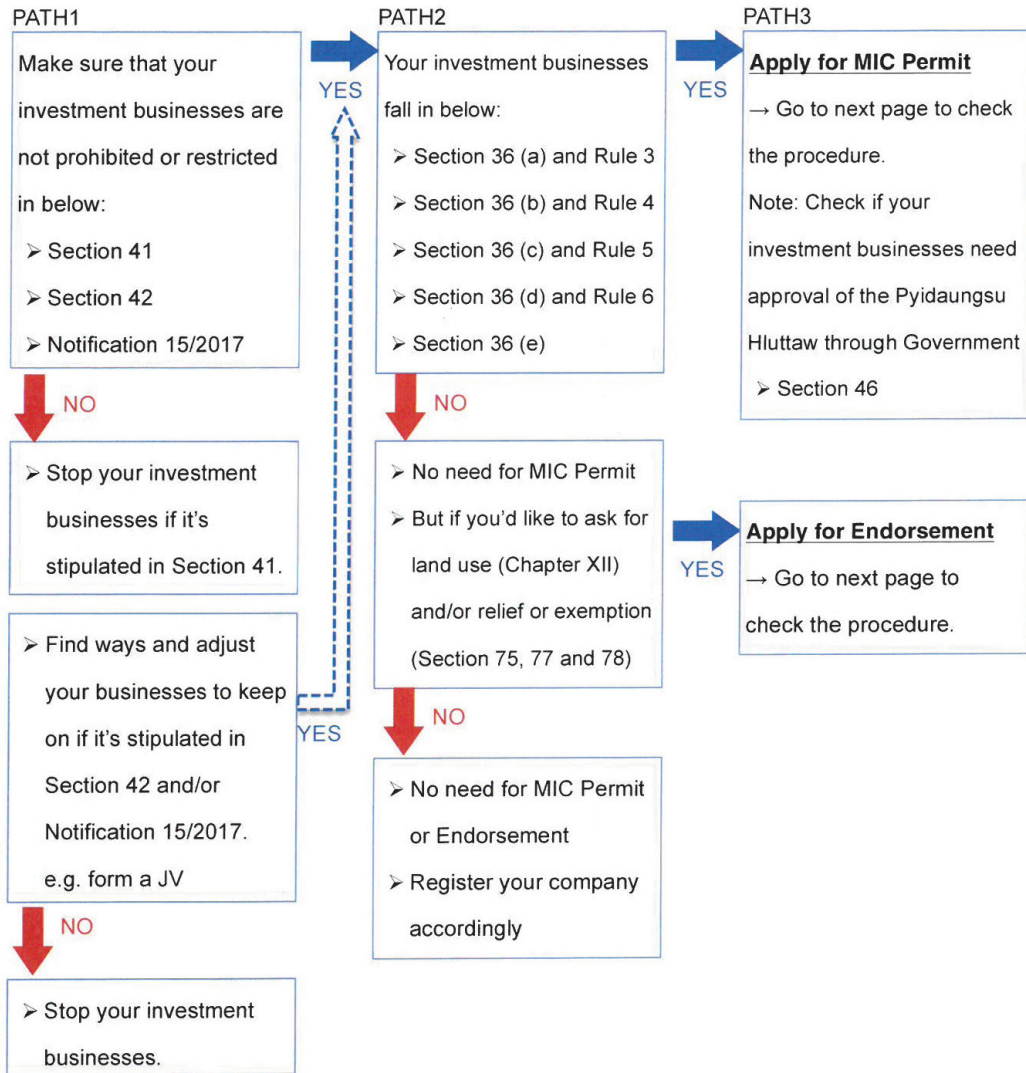 PATH1
Make sure that your
investment businesses are
not prohibited or restricted
in below:
➢ Section 41
➢ Section 42
➢ Notification 15/2017
NO
➢ Stop your investment
businesses if it's
stipulated in Section 41.
➢ Find ways and adjust
your businesses to keep
on if it's stipulated in
Section 42 and/or
Notification 15/2017.
e.g. form a JV
NO
➢ Stop your investment
businesses.
YES
YES
PATH2
Your investment businesses
fall in below:
➢ Section 36 (a) and Rule 3
➢ Section 36 (b) and Rule 4
➢ Section 36 (c) and Rule 5
➢ Section 36 (d) and Rule 6
➢ Section 36 (e)
NO
➢ No need for MIC Permit
➢ But if you'd like to ask for
land use (Chapter XII)
and/or relief or exemption
(Section 75, 77 and 78)
NO
➢ No need for MIC Permit
or Endorsement
➢ Register your company
accordingly
YES
YES
PATH3
Apply for MIC Permit
→ Go to next page to check
the procedure.
Note: Check if your
investment businesses need
approval of the Pyidaungsu
Hluttaw through Government
➢ Section 46
Apply for Endorsement
→ Go to next page to
check the procedure.